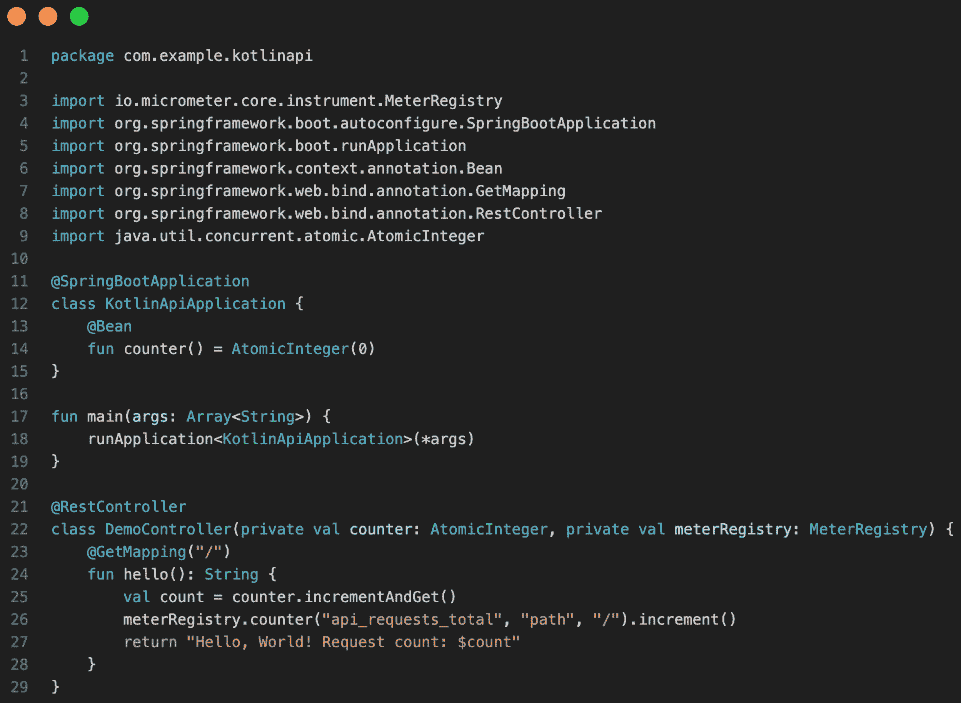 1 package com.example.kotlinapi
2
3 import io.micrometer.core.instrument.MeterRegistry
4 import org.springframework.boot.autoconfigure.SpringBootApplication
5 import org.springframework.boot.runApplication
6 import org.springframework.context.annotation.Bean
7 import org.springframework.web.bind.annotation.GetMapping
8 import org.springframework.web.bind.annotation.RestController
9 import java.util.concurrent.atomic.AtomicInteger
10
11 @SpringBootApplication
12 class KotlinApiApplication {
13     @Bean
14     fun counter() = AtomicInteger(0)
15 }
16
17 fun main(args: Array<String>) {
18     runApplication<KotlinApiApplication>(*args)
19 }
20
21 @RestController
22 class DemoController(private val counter: AtomicInteger, private val meterRegistry: MeterRegistry) {
23     @GetMapping("/")
24     fun hello(): String {
25         val count = counter.incrementAndGet()
26         meterRegistry.counter("api_requests_total", "path", "/").increment()
27         return "Hello, World! Request count: $count"
28     }
29 }